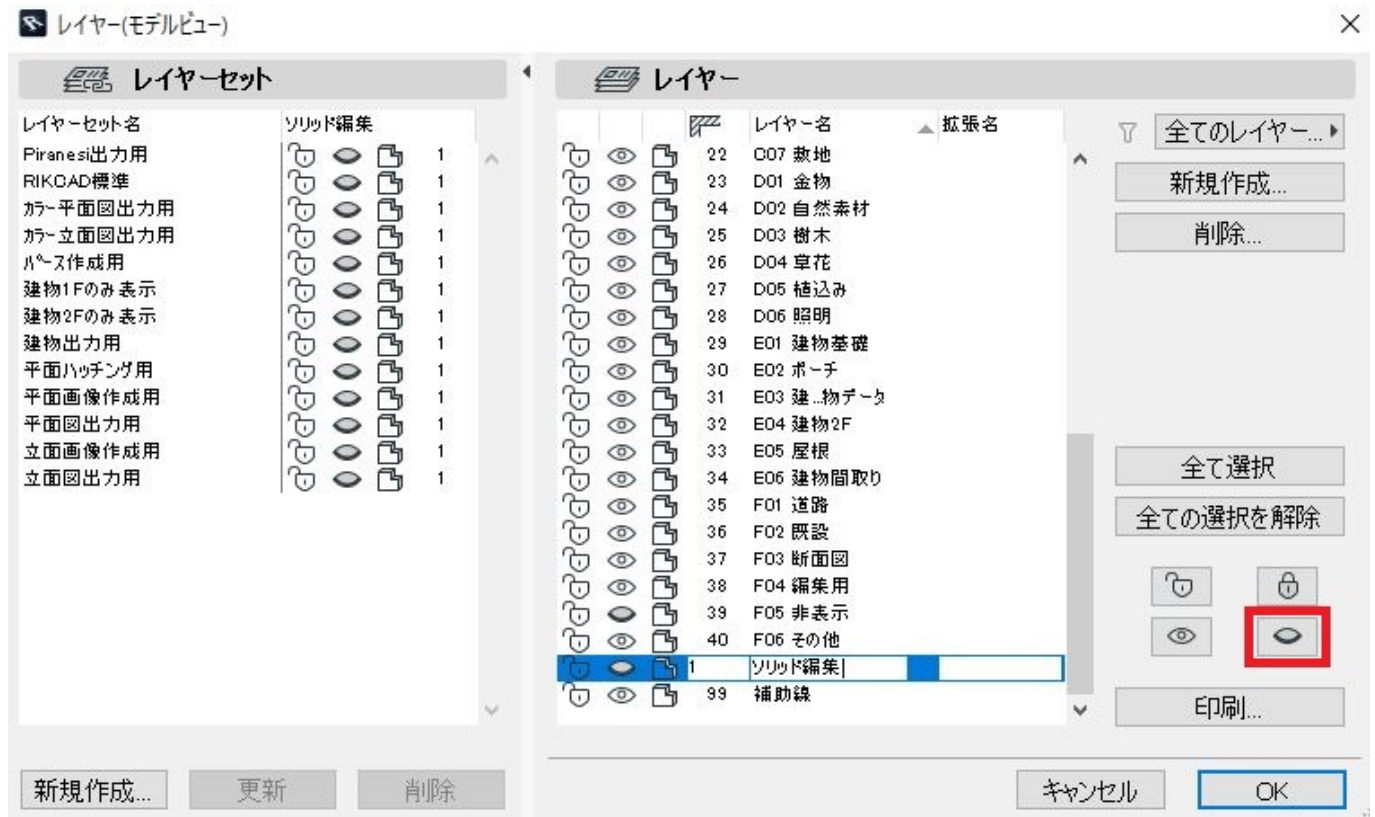 レイヤー(モデルビュー)
レイヤーセット
レイヤーセット名 ソリッド編集
Piranesi出力用 1
RIKCAD標準 1
カラー平面図出力用 1
カラー立面図出力用 1
パース作成用 1
建物1Fのみ表示 1
建物2Fのみ表示 1
建物出力用 1
平面ハッチング用 1
平面画像作成用 1
平面図出力用 1
立面画像作成用 1
立面図出力用 1
新規作成... 更新 削除
レイヤー
レイヤー名 拡張名
22 C07 敷地
23 D01 金物
24 D02 自然素材
25 D03 樹木
26 D04 草花
27 D05 植込み
28 D06 照明
29 E01 建物基礎
30 E02 ポーチ
31 E03 建...物データ
32 E04 建物2F
33 E05 屋根
34 E06 建物間取り
35 F01 道路
36 F02 既設
37 F03 断面図
38 F04 編集用
39 F05 非表示
40 F06 その他
1 ソリッド編集
99 補助線
全てのレイヤー...
新規作成...
削除...
全て選択
全ての選択を解除
印刷...
キャンセル OK